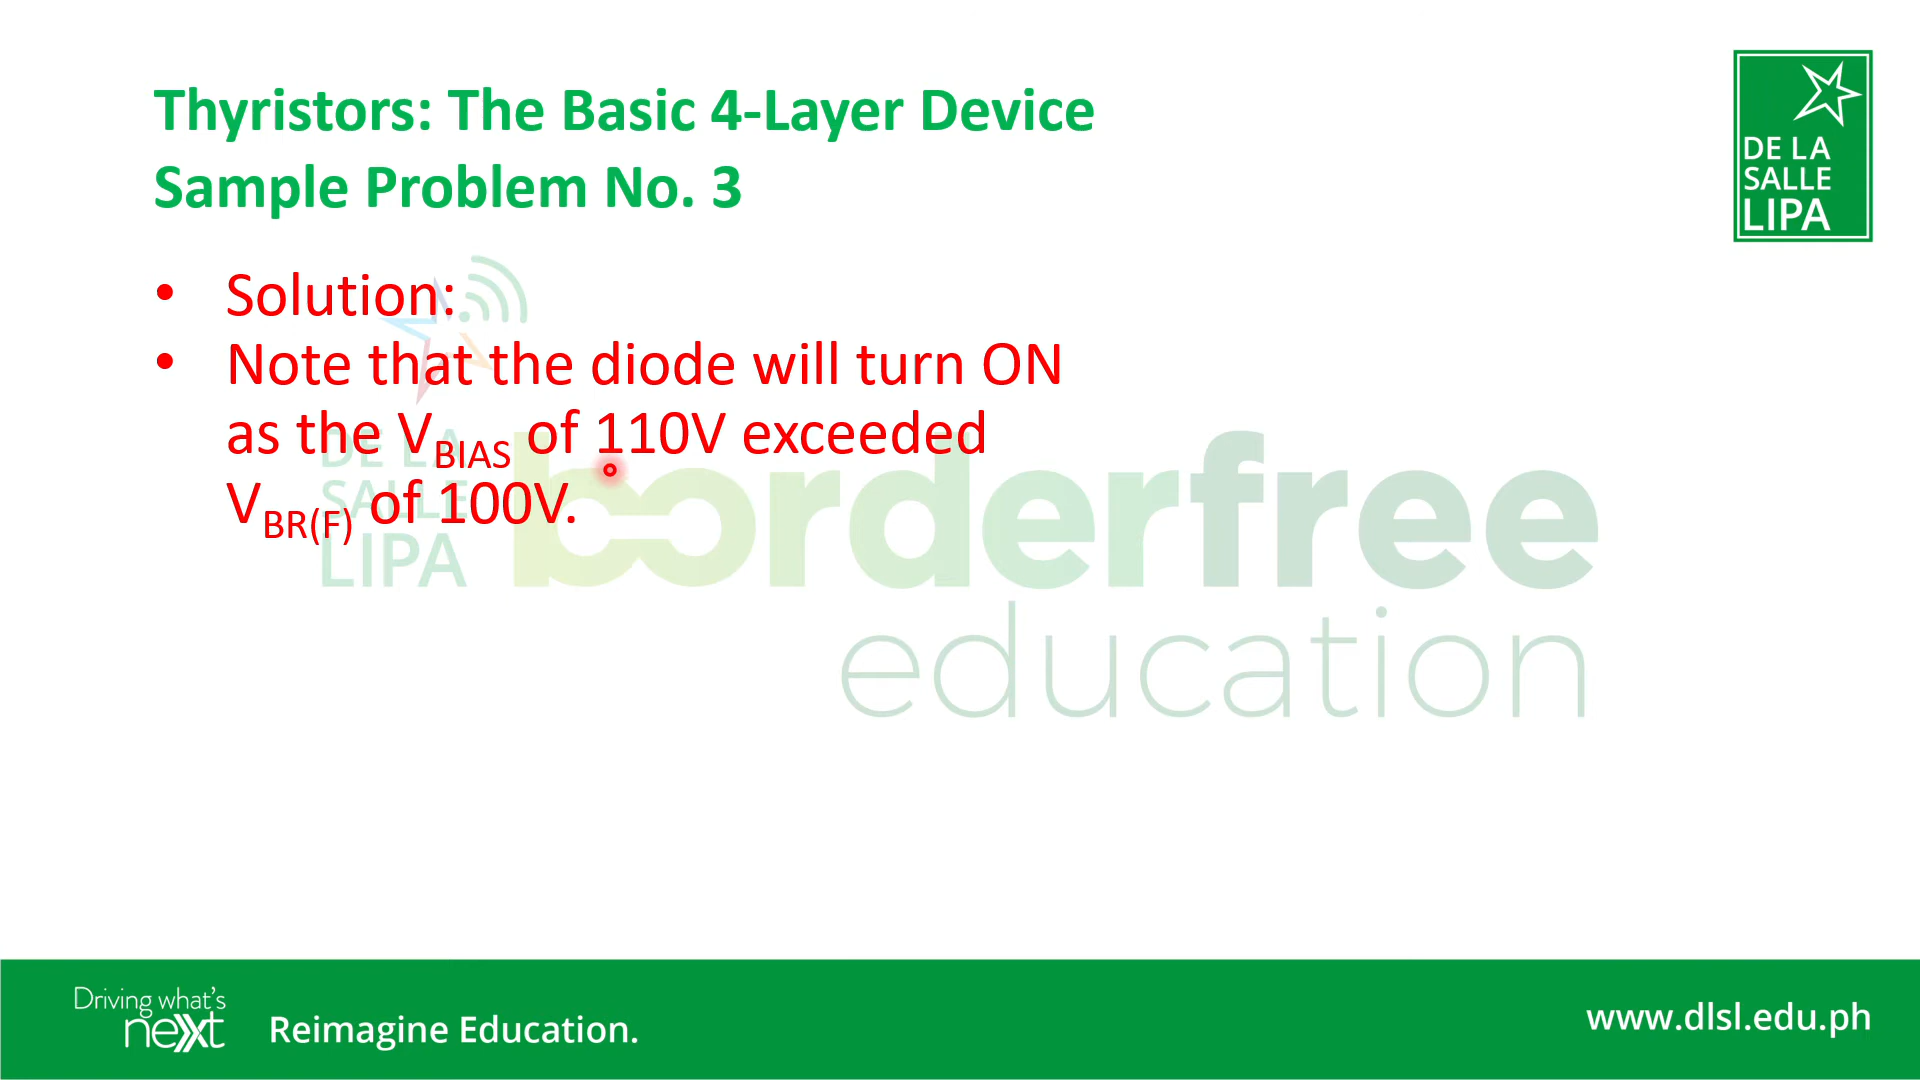 Thyristors: The Basic 4-Layer Device
Sample Problem No. 3
DE LA
SALLE
LIPA
• Solution:
• Note that the diode will turn ON
as the VBIAS of 110V exceeded
VBR(F) of 100V.
DE LA
SALLE
LIPA
borderfree
education
Driving what's
next
Reimagine Education.
www.dlsl.edu.ph